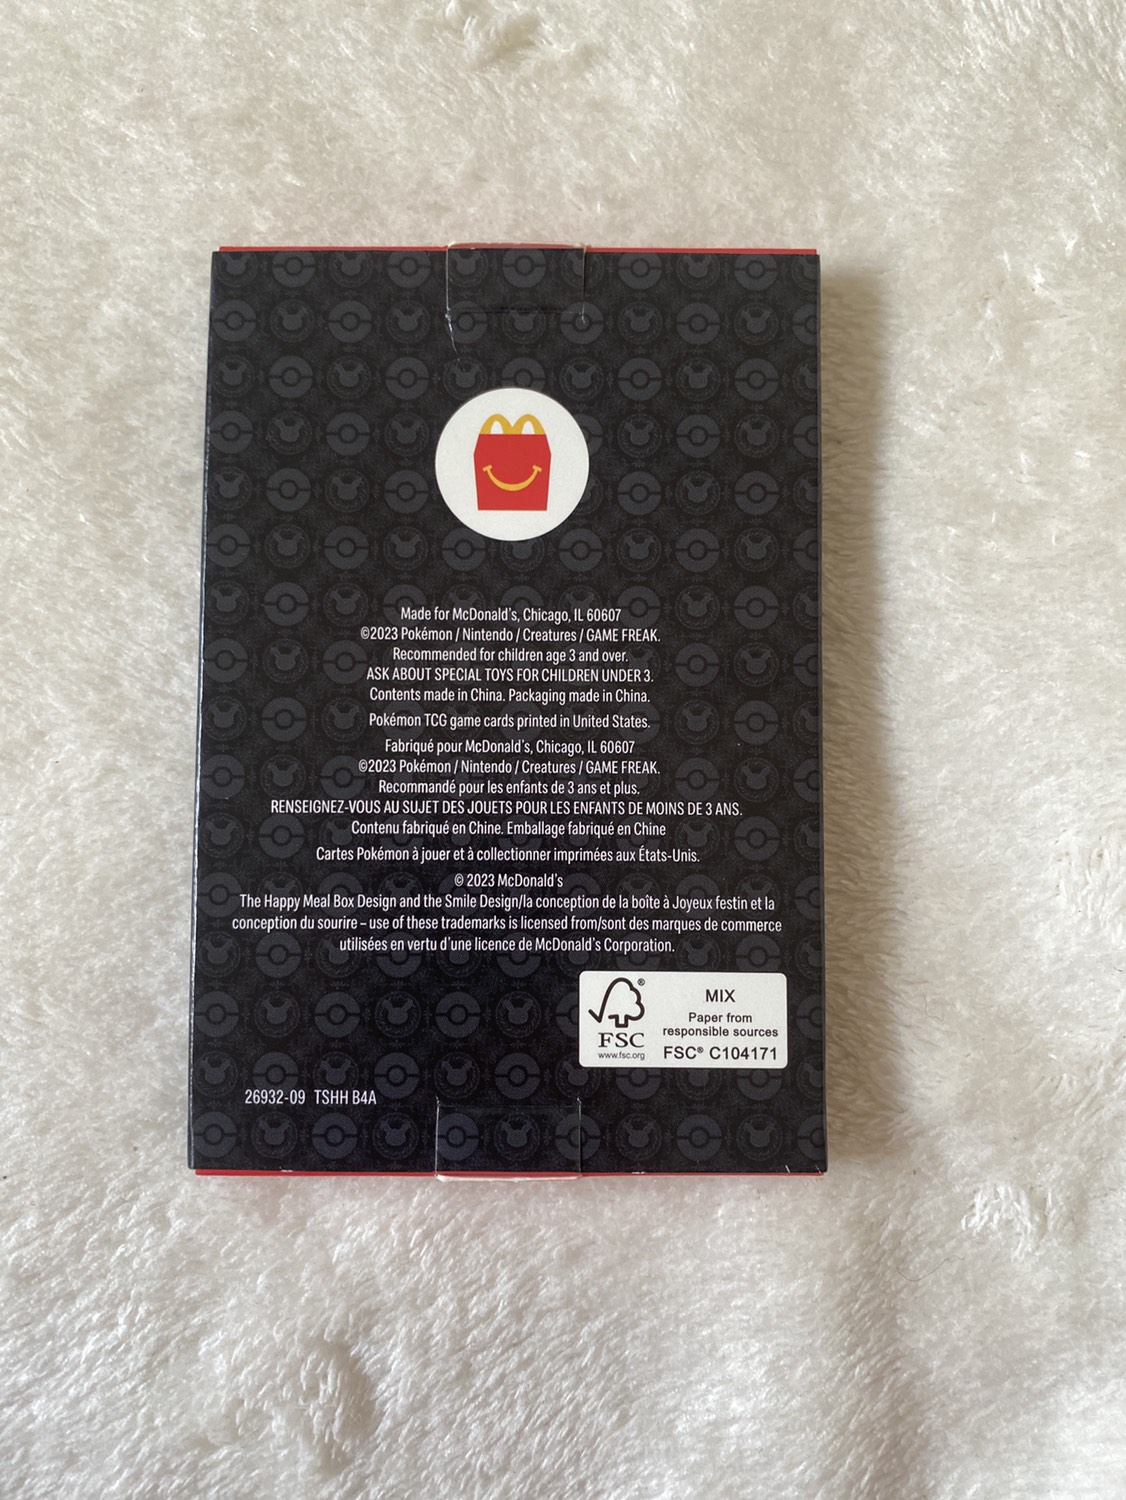 Made for McDonald's, Chicago, IL 60607
©2023 Pokémon / Nintendo / Creatures / GAME FREAK.
Recommended for children age 3 and over.
ASK ABOUT SPECIAL TOYS FOR CHILDREN UNDER 3.
Contents made in China. Packaging made in China.
Pokémon TCG game cards printed in United States.
Fabriqué pour McDonald's, Chicago, IL 60607
©2023 Pokémon / Nintendo / Creatures / GAME FREAK.
Recommandé pour les enfants de 3 ans et plus.
RENSEIGNEZ-VOUS AU SUJET DES JOUETS POUR LES ENFANTS DE MOINS DE 3 ANS.
Contenu fabriqué en Chine. Emballage fabriqué en Chine
Cartes Pokémon à jouer et à collectionner imprimées aux États-Unis.
© 2023 McDonald's
The Happy Meal Box Design and the Smile Design/la conception de la boîte à Joyeux festin et la
conception du sourire – use of these trademarks is licensed from/sont des marques de commerce
utilisées en vertu d'une licence de McDonald's Corporation.
®
FSC
www.fsc.org
MIX
Paper from
responsible sources
FSC® C104171
26932-09 TSHH B4A